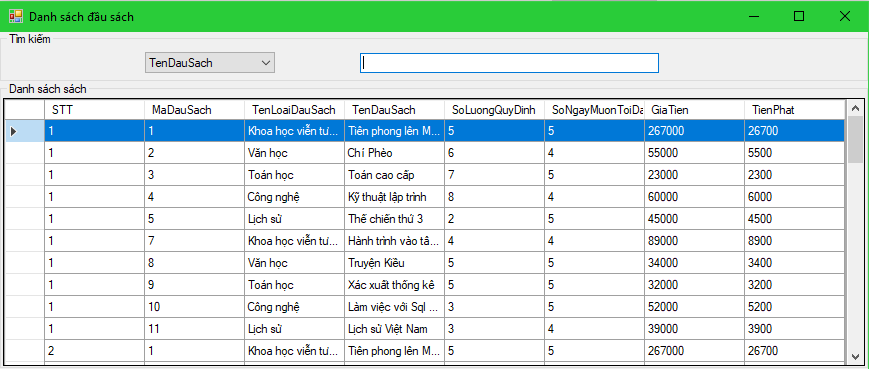 Danh sách đầu sách
Tìm kiếm
TenDauSach
Danh sách sách
STT MaDauSach TenLoaiDauSach TenDauSach SoLuongQuyDinh SoNgayMuonToiDa GiaTien TienPhat
1 1 Khoa học viễn tư... Tiên phong lên M... 5 5 267000 26700
1 2 Văn học Chí Phèo 6 4 55000 5500
1 3 Toán học Toán cao cấp 7 5 23000 2300
1 4 Công nghệ Kỹ thuật lập trình 8 4 60000 6000
1 5 Lịch sử Thế chiến thứ 3 2 5 45000 4500
1 7 Khoa học viễn tư... Hành trình vào tâ... 4 4 89000 8900
1 8 Văn học Truyện Kiều 5 5 34000 3400
1 9 Toán học Xác xuất thống kê 5 5 32000 3200
1 10 Công nghệ Làm việc với Sql ... 3 5 52000 5200
1 11 Lịch sử Lịch sử Việt Nam 3 4 39000 3900
2 1 Khoa học viễn tư... Tiên phong lên M... 5 5 267000 26700